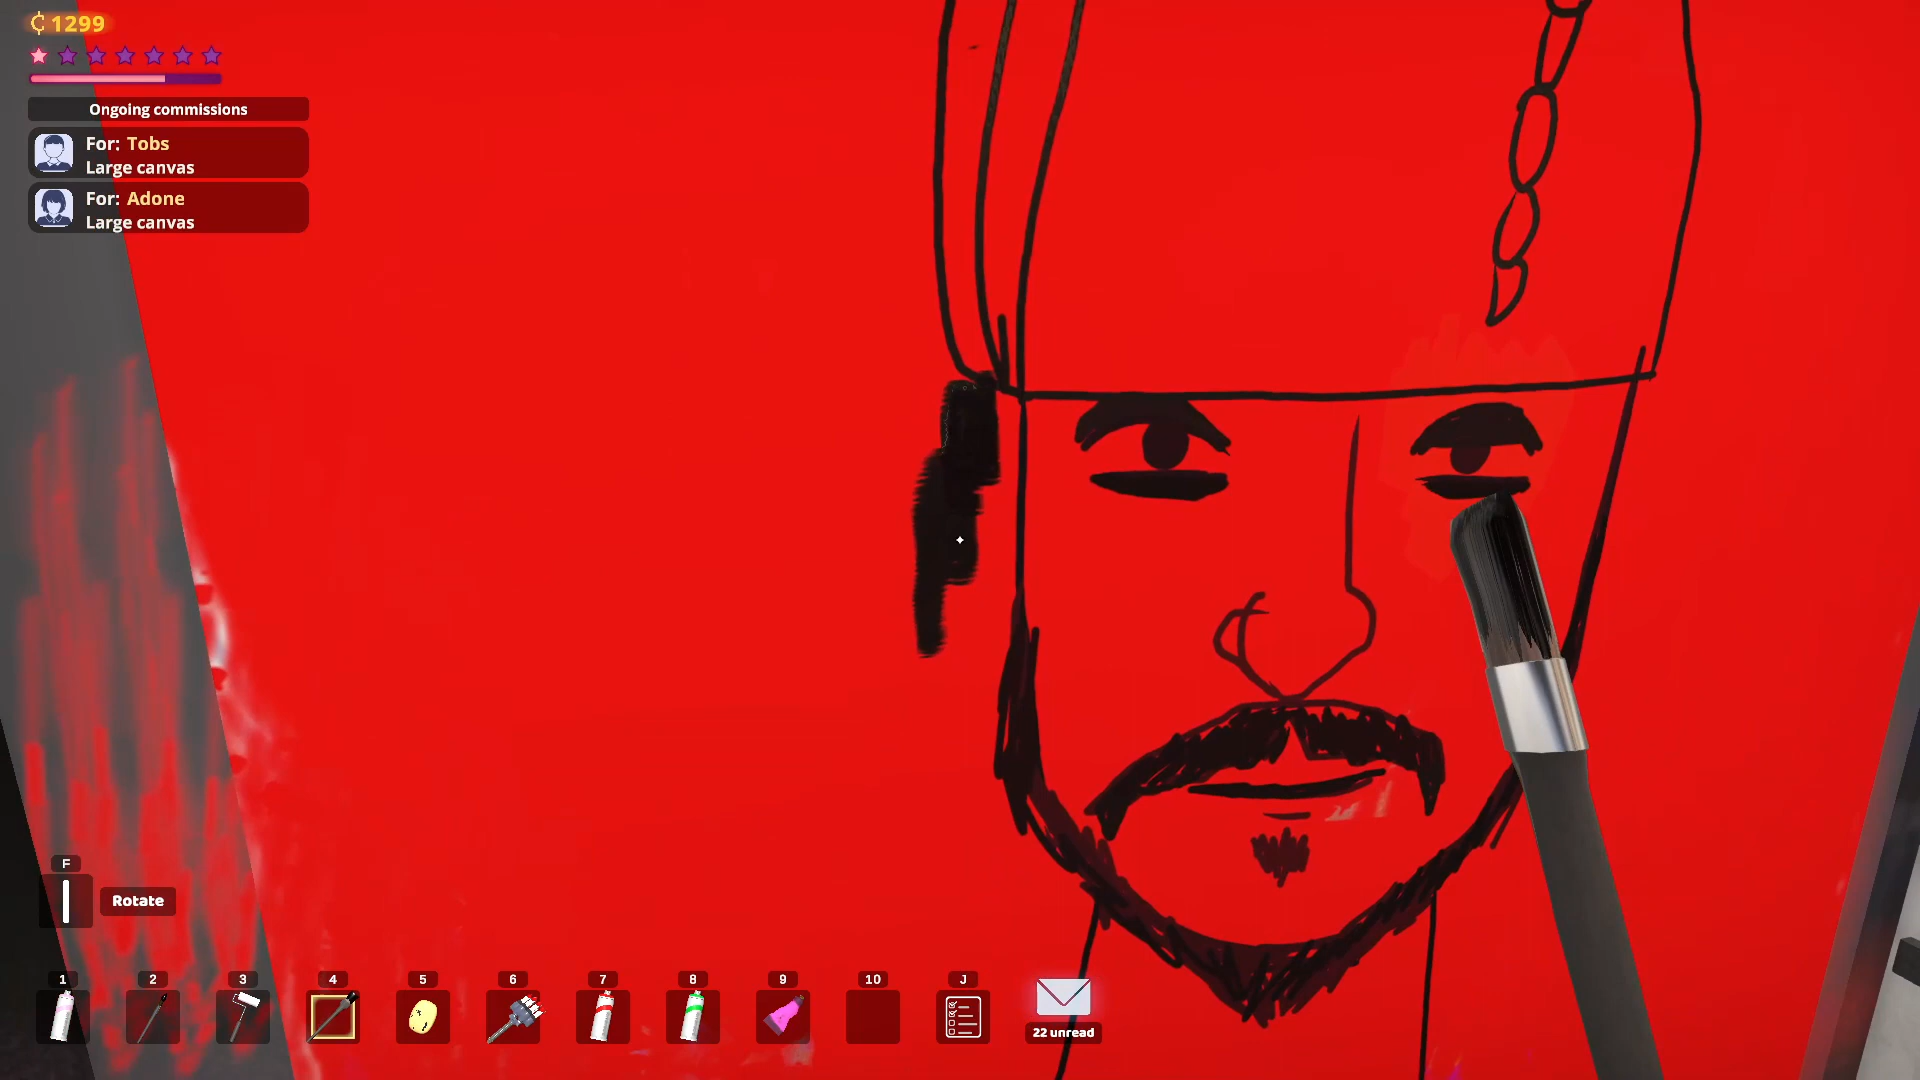 ₵ 1299
Ongoing commissions
For: Tobs
Large canvas
For: Adone
Large canvas
F
Rotate
1
2
3
4
5
6
7
8
9
10
J
22 unread